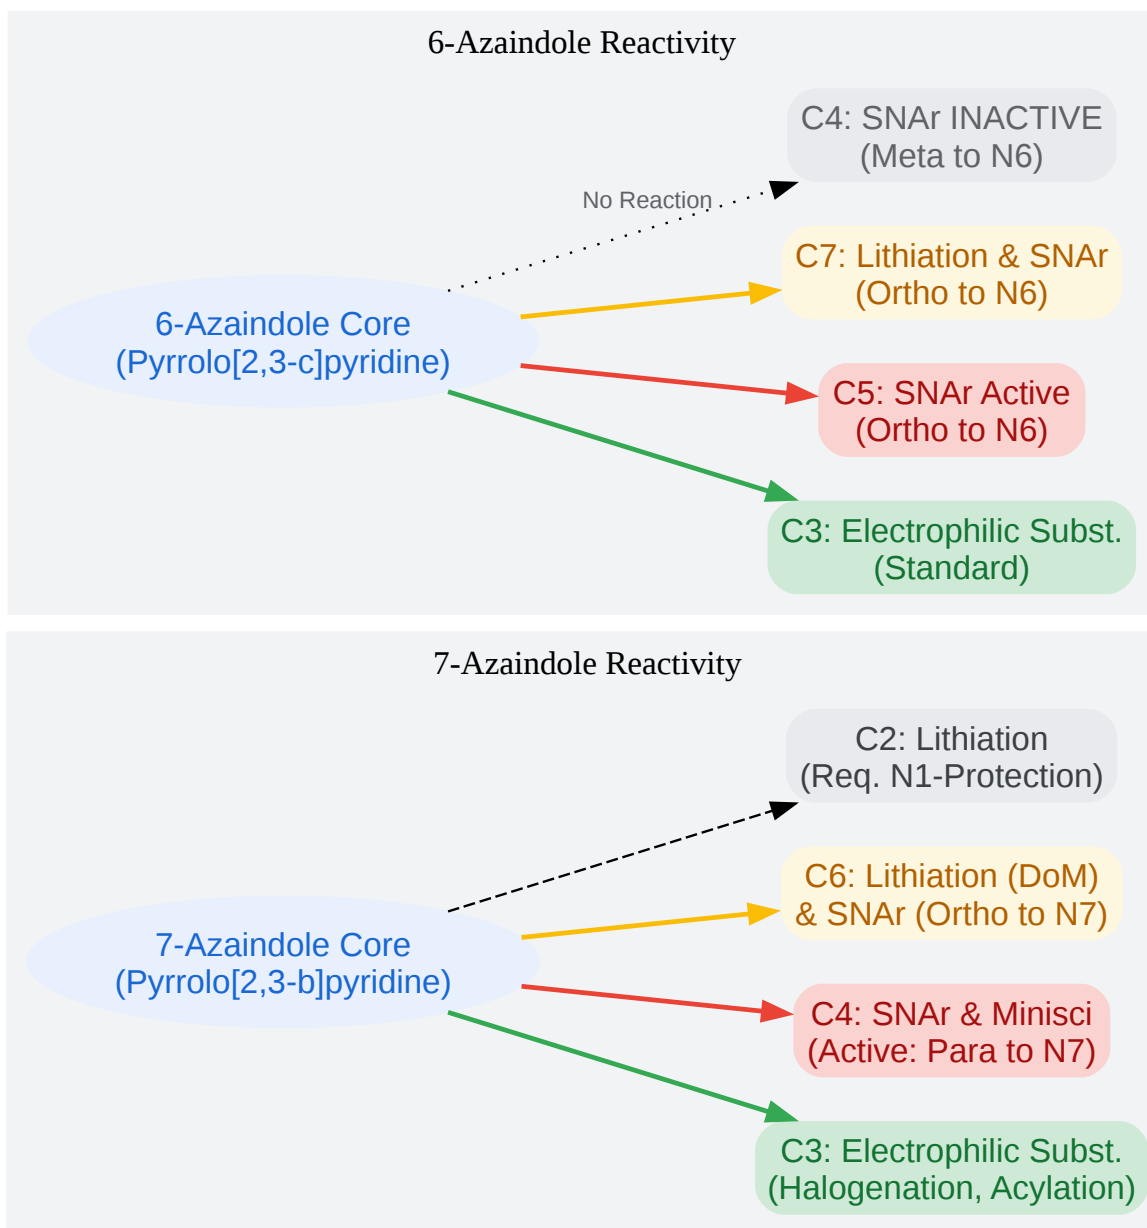 6-Azaindole Reactivity
C4: SNAr INACTIVE
(Meta to N6)
No Reaction
C7: Lithiation & SNAr
(Ortho to N6)
6-Azaindole Core
(Pyrrolo[2,3-c]pyridine)
C5: SNAr Active
(Ortho to N6)
C3: Electrophilic Subst.
(Standard)
7-Azaindole Reactivity
C2: Lithiation
(Req. N1-Protection)
C6: Lithiation (DoM)
& SNAr (Ortho to N7)
7-Azaindole Core
(Pyrrolo[2,3-b]pyridine)
C4: SNAr & Minisci
(Active: Para to N7)
C3: Electrophilic Subst.
(Halogenation, Acylation)